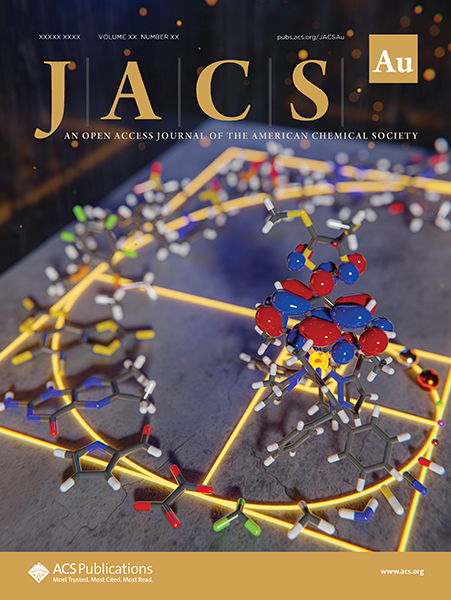 XXXXX XXXX VOLUME XX NUMBER XX pubs.acs.org/JACSAu
JACS Au
AN OPEN ACCESS JOURNAL OF THE AMERICAN CHEMICAL SOCIETY
ACS Publications
Most Trusted. Most Cited. Most Read.
www.acs.org